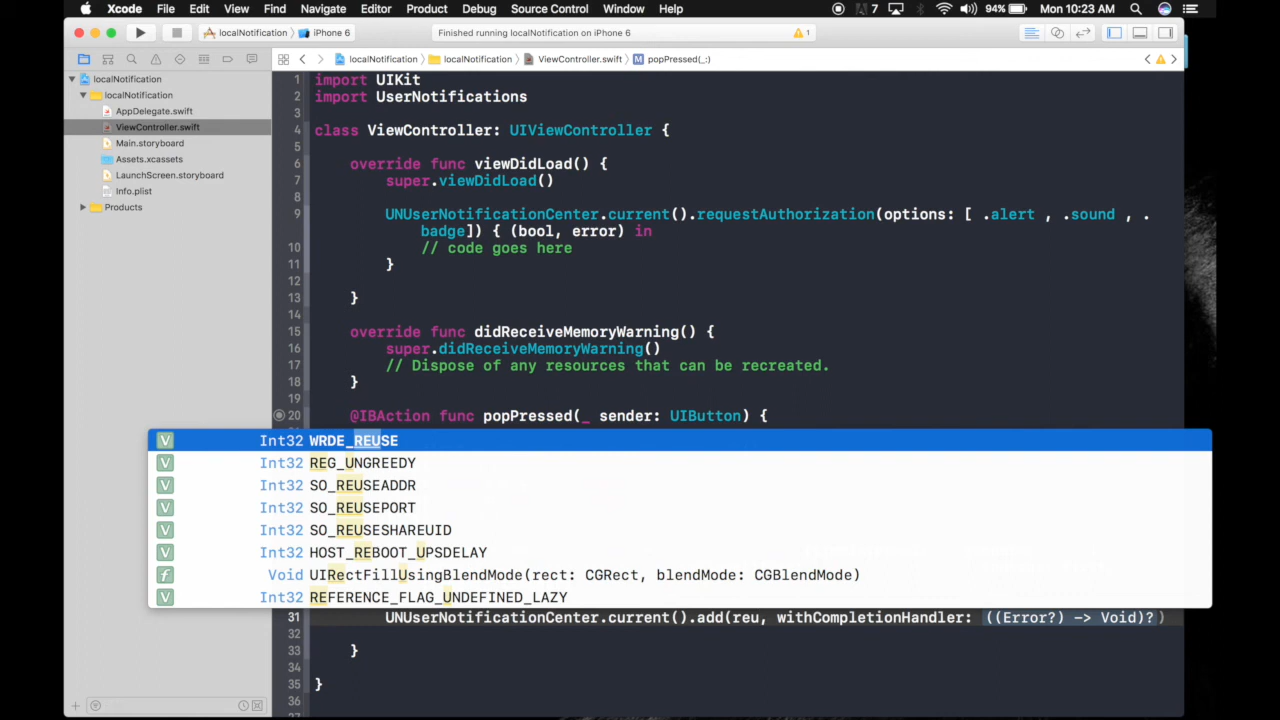 Xcode File Edit View Find Navigate Editor Product Debug Source Control Window Help 7 94% Mon 10:23 AM
localNotification iPhone 6 Finished running localNotification on iPhone 6 1
localNotification localNotification ViewController.swift M popPressed(_:)
localNotification
localNotification
AppDelegate.swift
ViewController.swift
Main.storyboard
Assets.xcassets
LaunchScreen.storyboard
Info.plist
Products
1 import UIKit
2 import UserNotifications
3
4 class ViewController: UIViewController {
5
6 override func viewDidLoad() {
7 super.viewDidLoad()
8
9 UNUserNotificationCenter.current().requestAuthorization(options: [ .alert , .sound , .
badge]) { (bool, error) in
10 // code goes here
11 }
12
13 }
14
15 override func didReceiveMemoryWarning() {
16 super.didReceiveMemoryWarning()
17 // Dispose of any resources that can be recreated.
18 }
19
20 @IBAction func popPressed(_ sender: UIButton) {
V Int32 WRDE_REUSE
V Int32 REG_UNGREEDY
V Int32 SO_REUSEADDR
V Int32 SO_REUSEPORT
V Int32 SO_REUSESHAREUID
V Int32 HOST_REBOOT_UPSDELAY
f Void UIRectFillUsingBlendMode(rect: CGRect, blendMode: CGBlendMode)
V Int32 REFERENCE_FLAG_UNDEFINED_LAZY
31 UNUserNotificationCenter.current().add(reu, withCompletionHandler: ((Error?) -> Void)?)
32
33 }
34
35 }
36